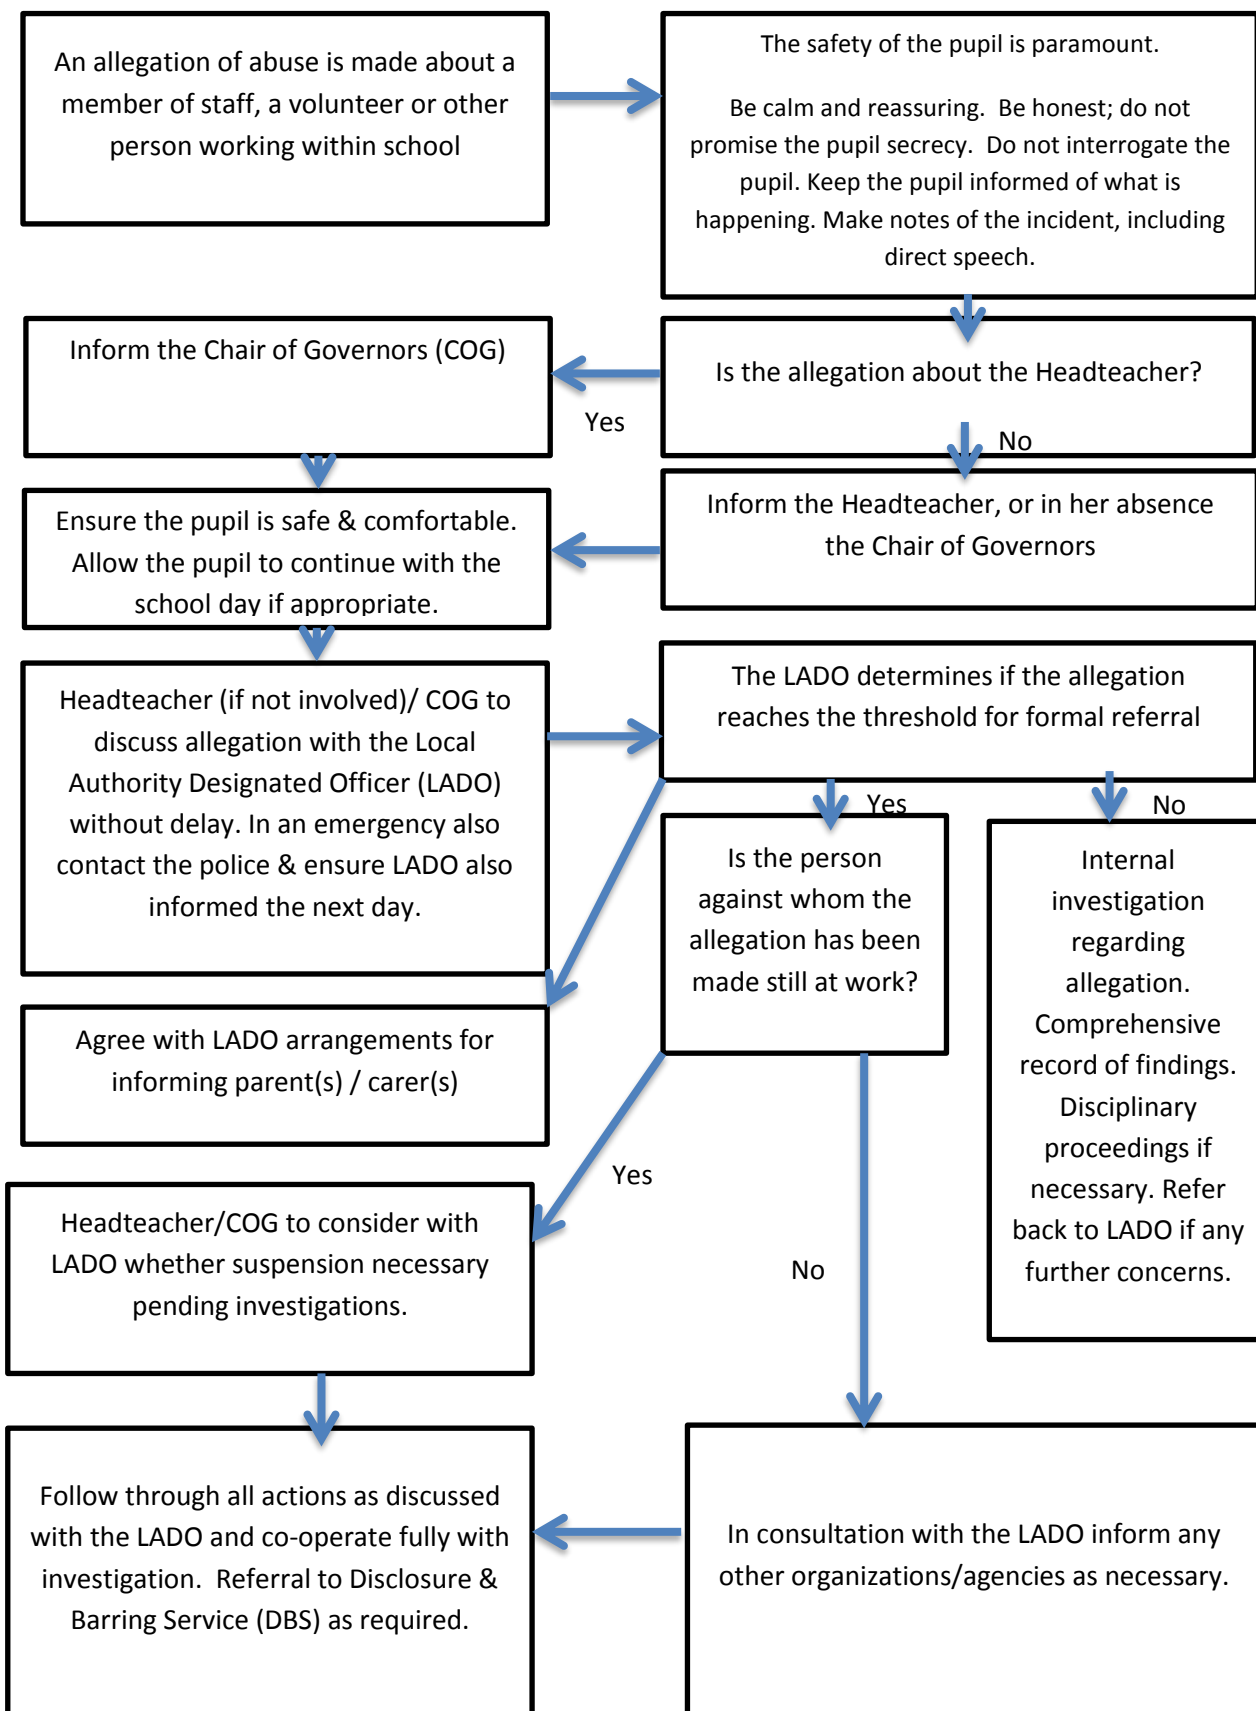 An allegation of abuse is made about a
member of staff, a volunteer or other
person working within school
The safety of the pupil is paramount.
Be calm and reassuring.  Be honest; do not
promise the pupil secrecy.  Do not interrogate the
pupil. Keep the pupil informed of what is
happening. Make notes of the incident, including
direct speech.
Inform the Chair of Governors (COG)
Is the allegation about the Headteacher?
Yes
No
Inform the Headteacher, or in her absence
the Chair of Governors
Ensure the pupil is safe & comfortable.
Allow the pupil to continue with the
school day if appropriate.
Headteacher (if not involved)/ COG to
discuss allegation with the Local
Authority Designated Officer (LADO)
without delay. In an emergency also
contact the police & ensure LADO also
informed the next day.
The LADO determines if the allegation
reaches the threshold for formal referral
Yes
No
Is the person
against whom the
allegation has been
made still at work?
Internal
investigation
regarding
allegation.
Comprehensive
record of findings.
Disciplinary
proceedings if
necessary. Refer
back to LADO if any
further concerns.
Agree with LADO arrangements for
informing parent(s) / carer(s)
Yes
No
Headteacher/COG to consider with
LADO whether suspension necessary
pending investigations.
Follow through all actions as discussed
with the LADO and co-operate fully with
investigation.  Referral to Disclosure &
Barring Service (DBS) as required.
In consultation with the LADO inform any
other organizations/agencies as necessary.